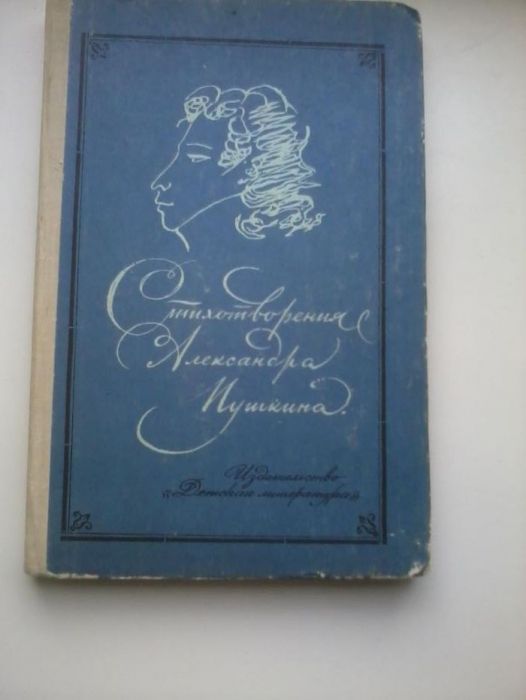 Стихотворения
Александра
Пушкина.
Издательство
«Детская литература»